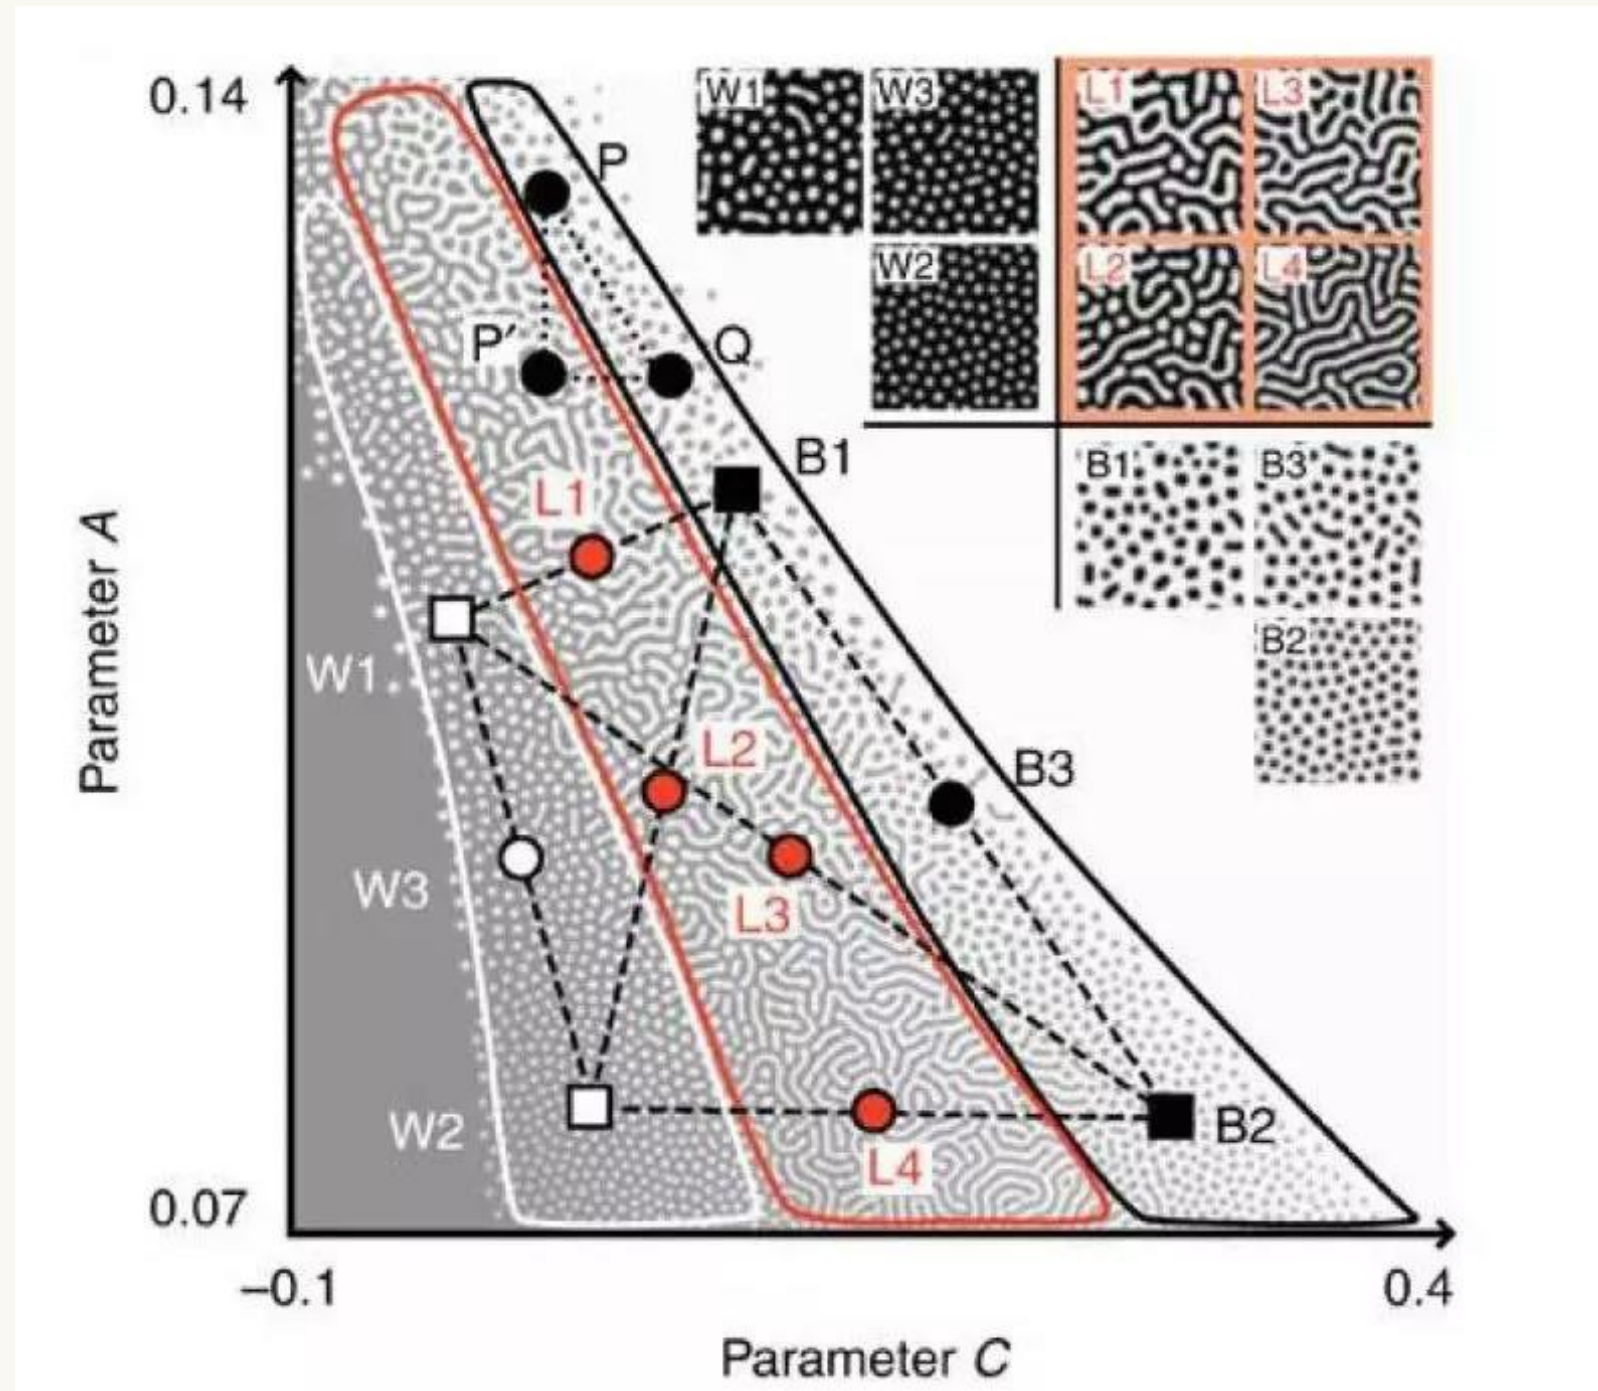 0.14
P
W1
W3
L1
L3
W2
L2
L4
P′
Q
B1
B1
B3
L1
Parameter A
B2
W1
L2
B3
W3
L3
W2
B2
L4
0.07
−0.1
0.4
Parameter C